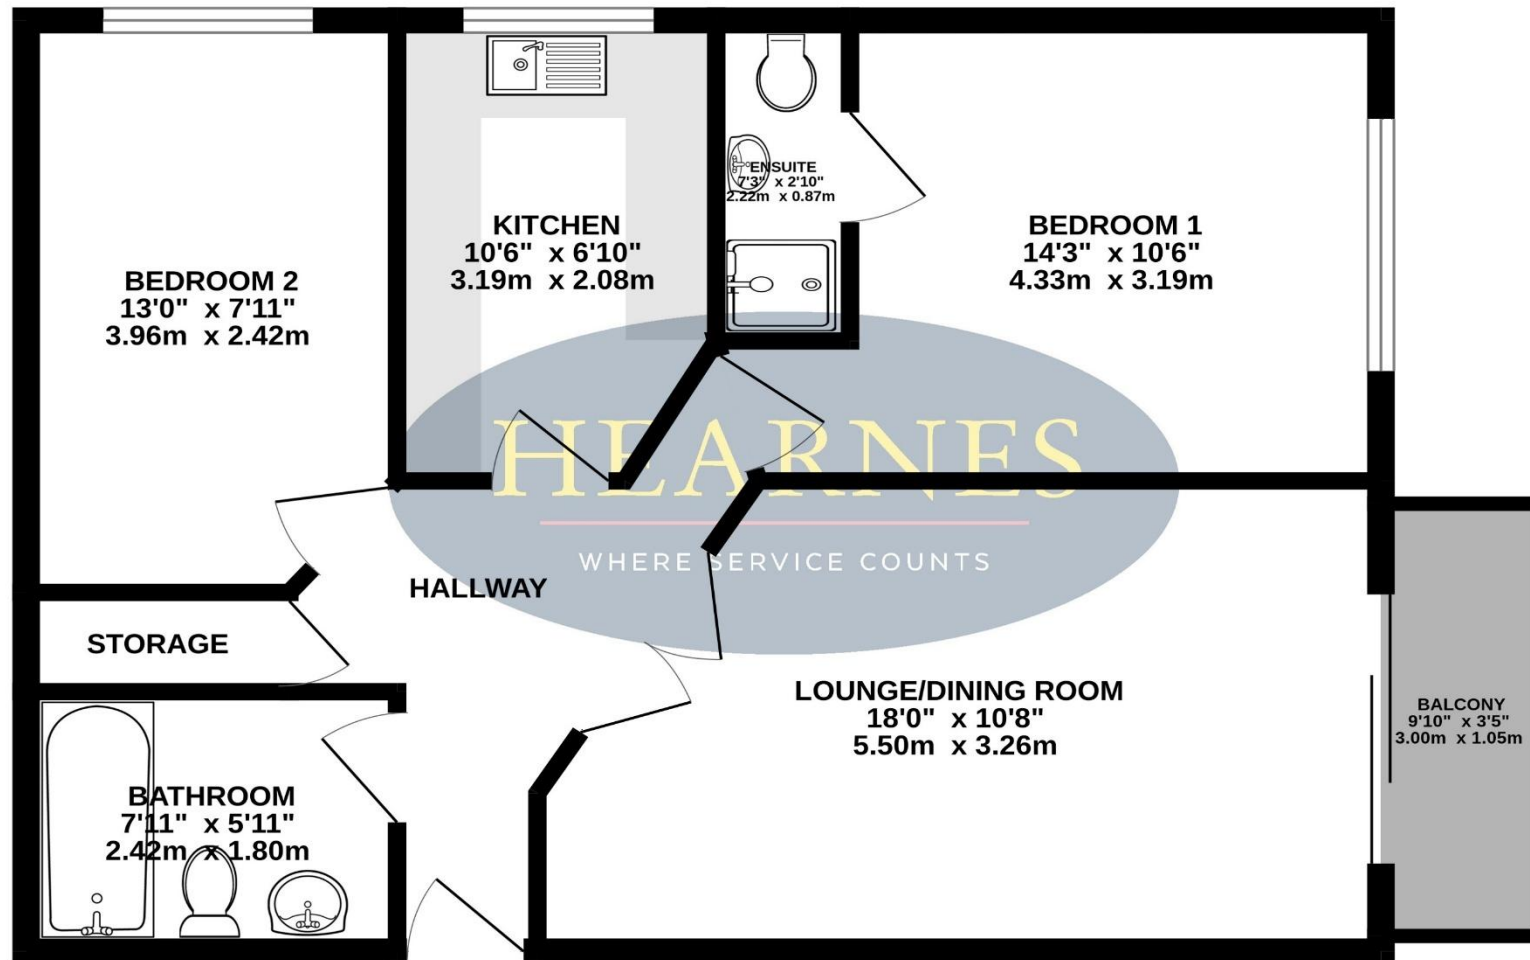 BEDROOM 2
13'0" x 7'11"
3.96m x 2.42m
KITCHEN
10'6" x 6'10"
3.19m x 2.08m
ENSUITE
7'3" x 2'10"
2.22m x 0.87m
BEDROOM 1
14'3" x 10'6"
4.33m x 3.19m
HEARNES
WHERE SERVICE COUNTS
HALLWAY
STORAGE
LOUNGE/DINING ROOM
18'0" x 10'8"
5.50m x 3.26m
BALCONY
9'10" x 3'5"
3.00m x 1.05m
BATHROOM
7'11" x 5'11"
2.42m x 1.80m